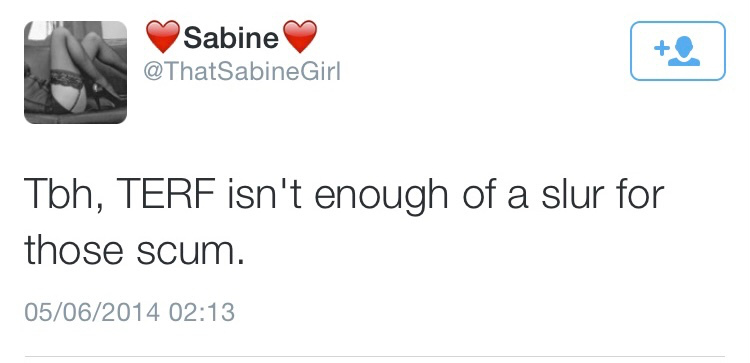 ❤️Sabine❤️
@ThatSabineGirl
Tbh, TERF isn't enough of a slur for
those scum.
05/06/2014 02:13